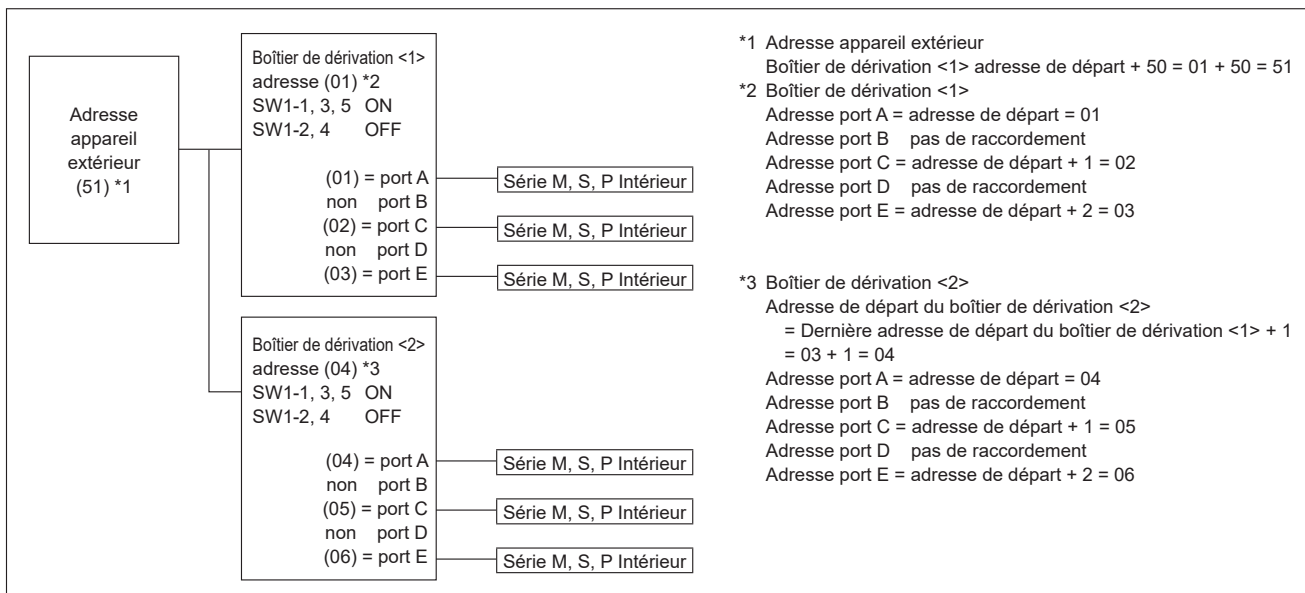 Adresse
appareil
extérieur
(51) *1
Boîtier de dérivation <1>
adresse (01) *2
SW1-1, 3, 5 ON
SW1-2, 4 OFF
(01) = port A
non port B
(02) = port C
non port D
(03) = port E
Série M, S, P Intérieur
Série M, S, P Intérieur
Série M, S, P Intérieur
Boîtier de dérivation <2>
adresse (04) *3
SW1-1, 3, 5 ON
SW1-2, 4 OFF
(04) = port A
non port B
(05) = port C
non port D
(06) = port E
Série M, S, P Intérieur
Série M, S, P Intérieur
Série M, S, P Intérieur
*1 Adresse appareil extérieur
Boîtier de dérivation <1> adresse de départ + 50 = 01 + 50 = 51
*2 Boîtier de dérivation <1>
Adresse port A = adresse de départ = 01
Adresse port B pas de raccordement
Adresse port C = adresse de départ + 1 = 02
Adresse port D pas de raccordement
Adresse port E = adresse de départ + 2 = 03
*3 Boîtier de dérivation <2>
Adresse de départ du boîtier de dérivation <2>
= Dernière adresse de départ du boîtier de dérivation <1> + 1
= 03 + 1 = 04
Adresse port A = adresse de départ = 04
Adresse port B pas de raccordement
Adresse port C = adresse de départ + 1 = 05
Adresse port D pas de raccordement
Adresse port E = adresse de départ + 2 = 06